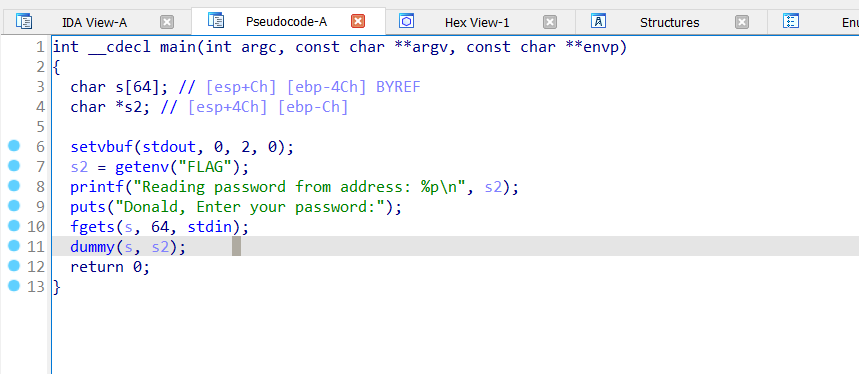 IDA View-A Pseudocode-A Hex View-1 Structures Enu
1 int __cdecl main(int argc, const char **argv, const char **envp)
2 {
3 char s[64]; // [esp+Ch] [ebp-4Ch] BYREF
4 char *s2; // [esp+4Ch] [ebp-Ch]
5
6 setvbuf(stdout, 0, 2, 0);
7 s2 = getenv("FLAG");
8 printf("Reading password from address: %p\n", s2);
9 puts("Donald, Enter your password:");
10 fgets(s, 64, stdin);
11 dummy(s, s2);
12 return 0;
13 }